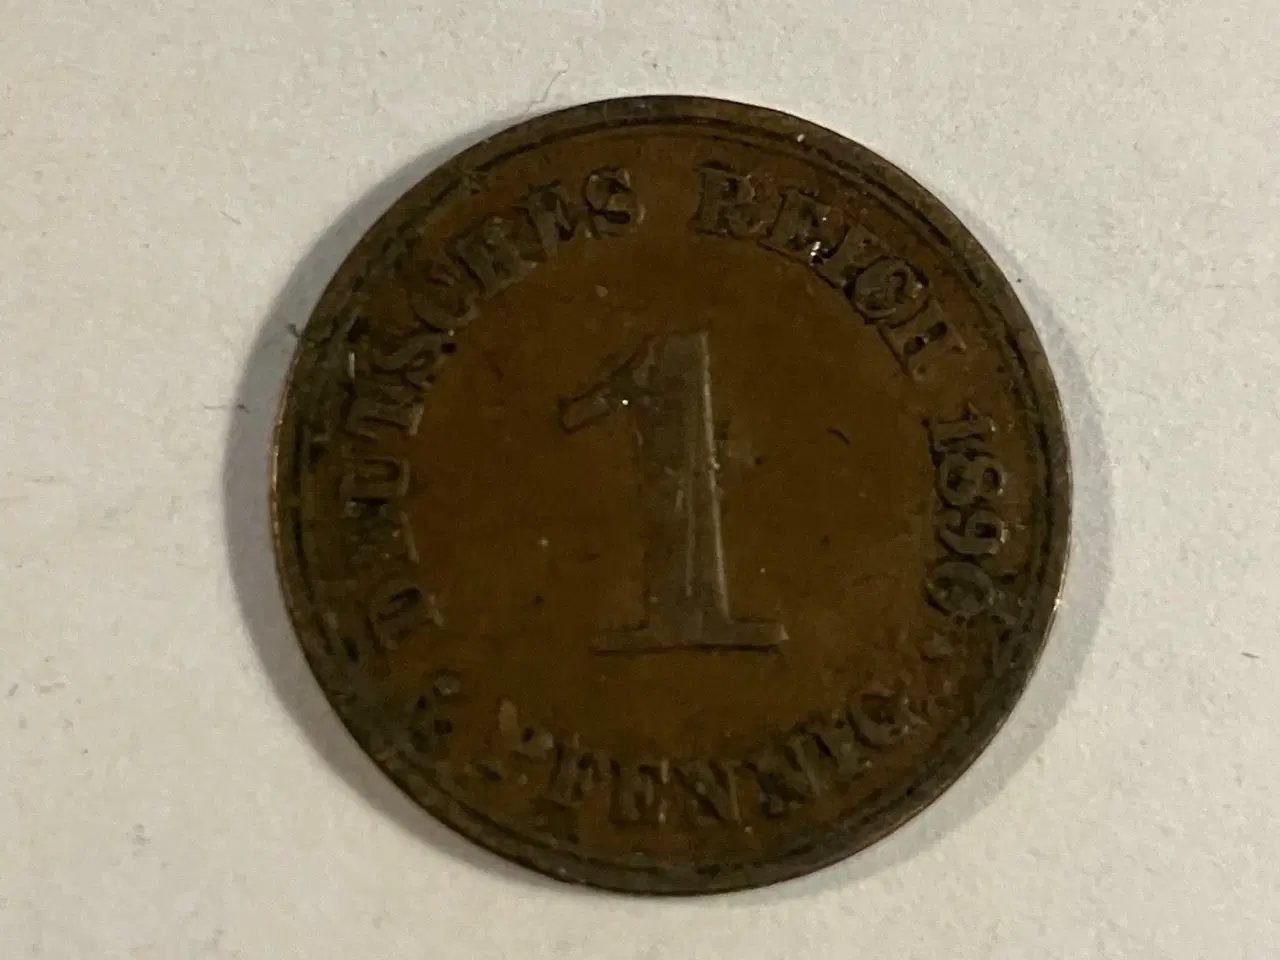 DEUTSCHES REICH 1896
1
PFENNIG